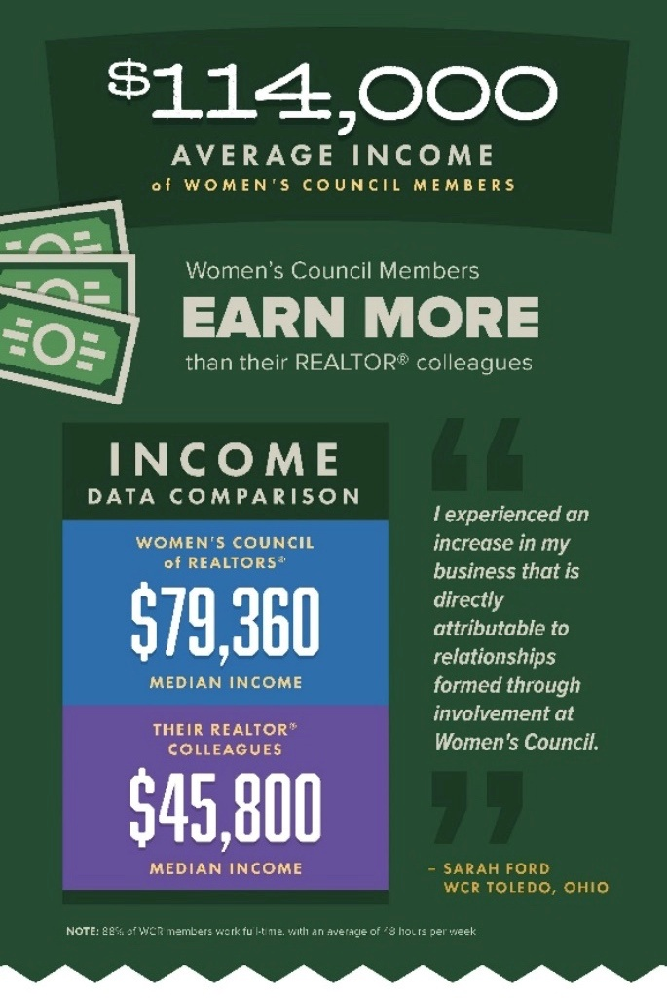 $114,000
AVERAGE INCOME
of WOMEN'S COUNCIL MEMBERS
Women's Council Members
EARN MORE
than their REALTOR® colleagues
INCOME
DATA COMPARISON
WOMEN'S COUNCIL
of REALTORS®
$79,360
MEDIAN INCOME
THEIR REALTOR®
COLLEAGUES
$45,800
MEDIAN INCOME
“
I experienced an
increase in my
business that is
directly
attributable to
relationships
formed through
involvement at
Women's Council.
”
– SARAH FORD
WCR TOLEDO, OHIO
NOTE: 88% of WCR members work full-time, with an average of 48 hours per week